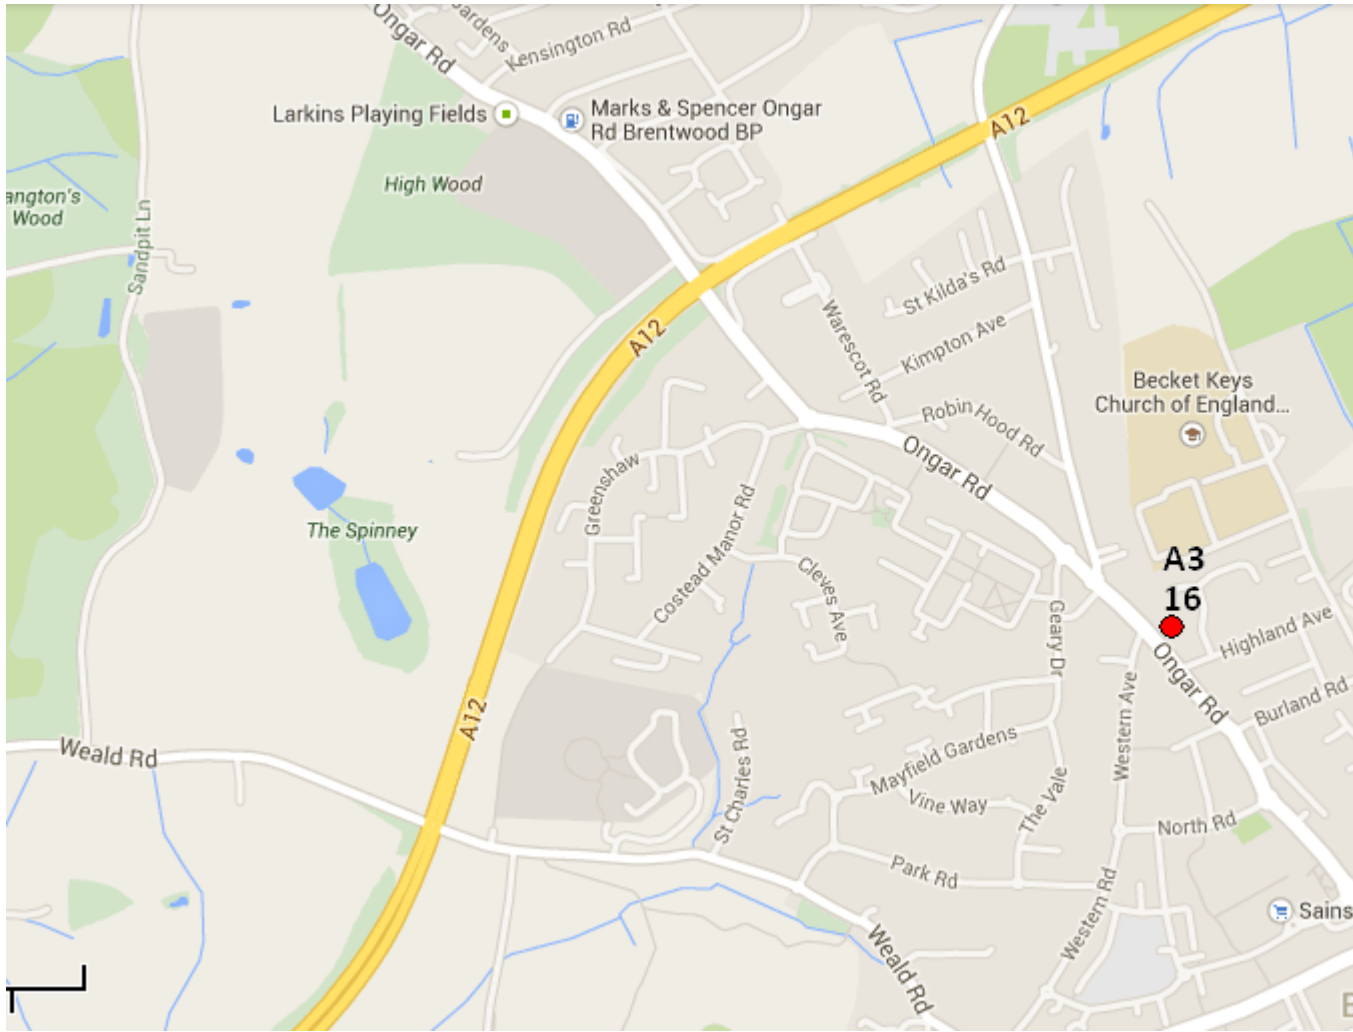 Gardens
Ongar Rd
Kensington Rd
Larkins Playing Fields
Marks & Spencer Ongar
Rd Brentwood BP
A12
High Wood
angton's
Wood
Sandpit Ln
St Kilda's Rd
A12
Warescot Rd
Kimpton Ave
Becket Keys
Church of England...
Robin Hood Rd
Ongar Rd
Greenshaw
Costead Manor Rd
The Spinney
A3
16
Cleves Ave
Geary Dr
Highland Ave
Ongar Rd
Burland Rd
Western Ave
A12
Weald Rd
Mayfield Gardens
St Charles Rd
Vine Way
The Vale
North Rd
Park Rd
Western Rd
Sains
Weald Rd